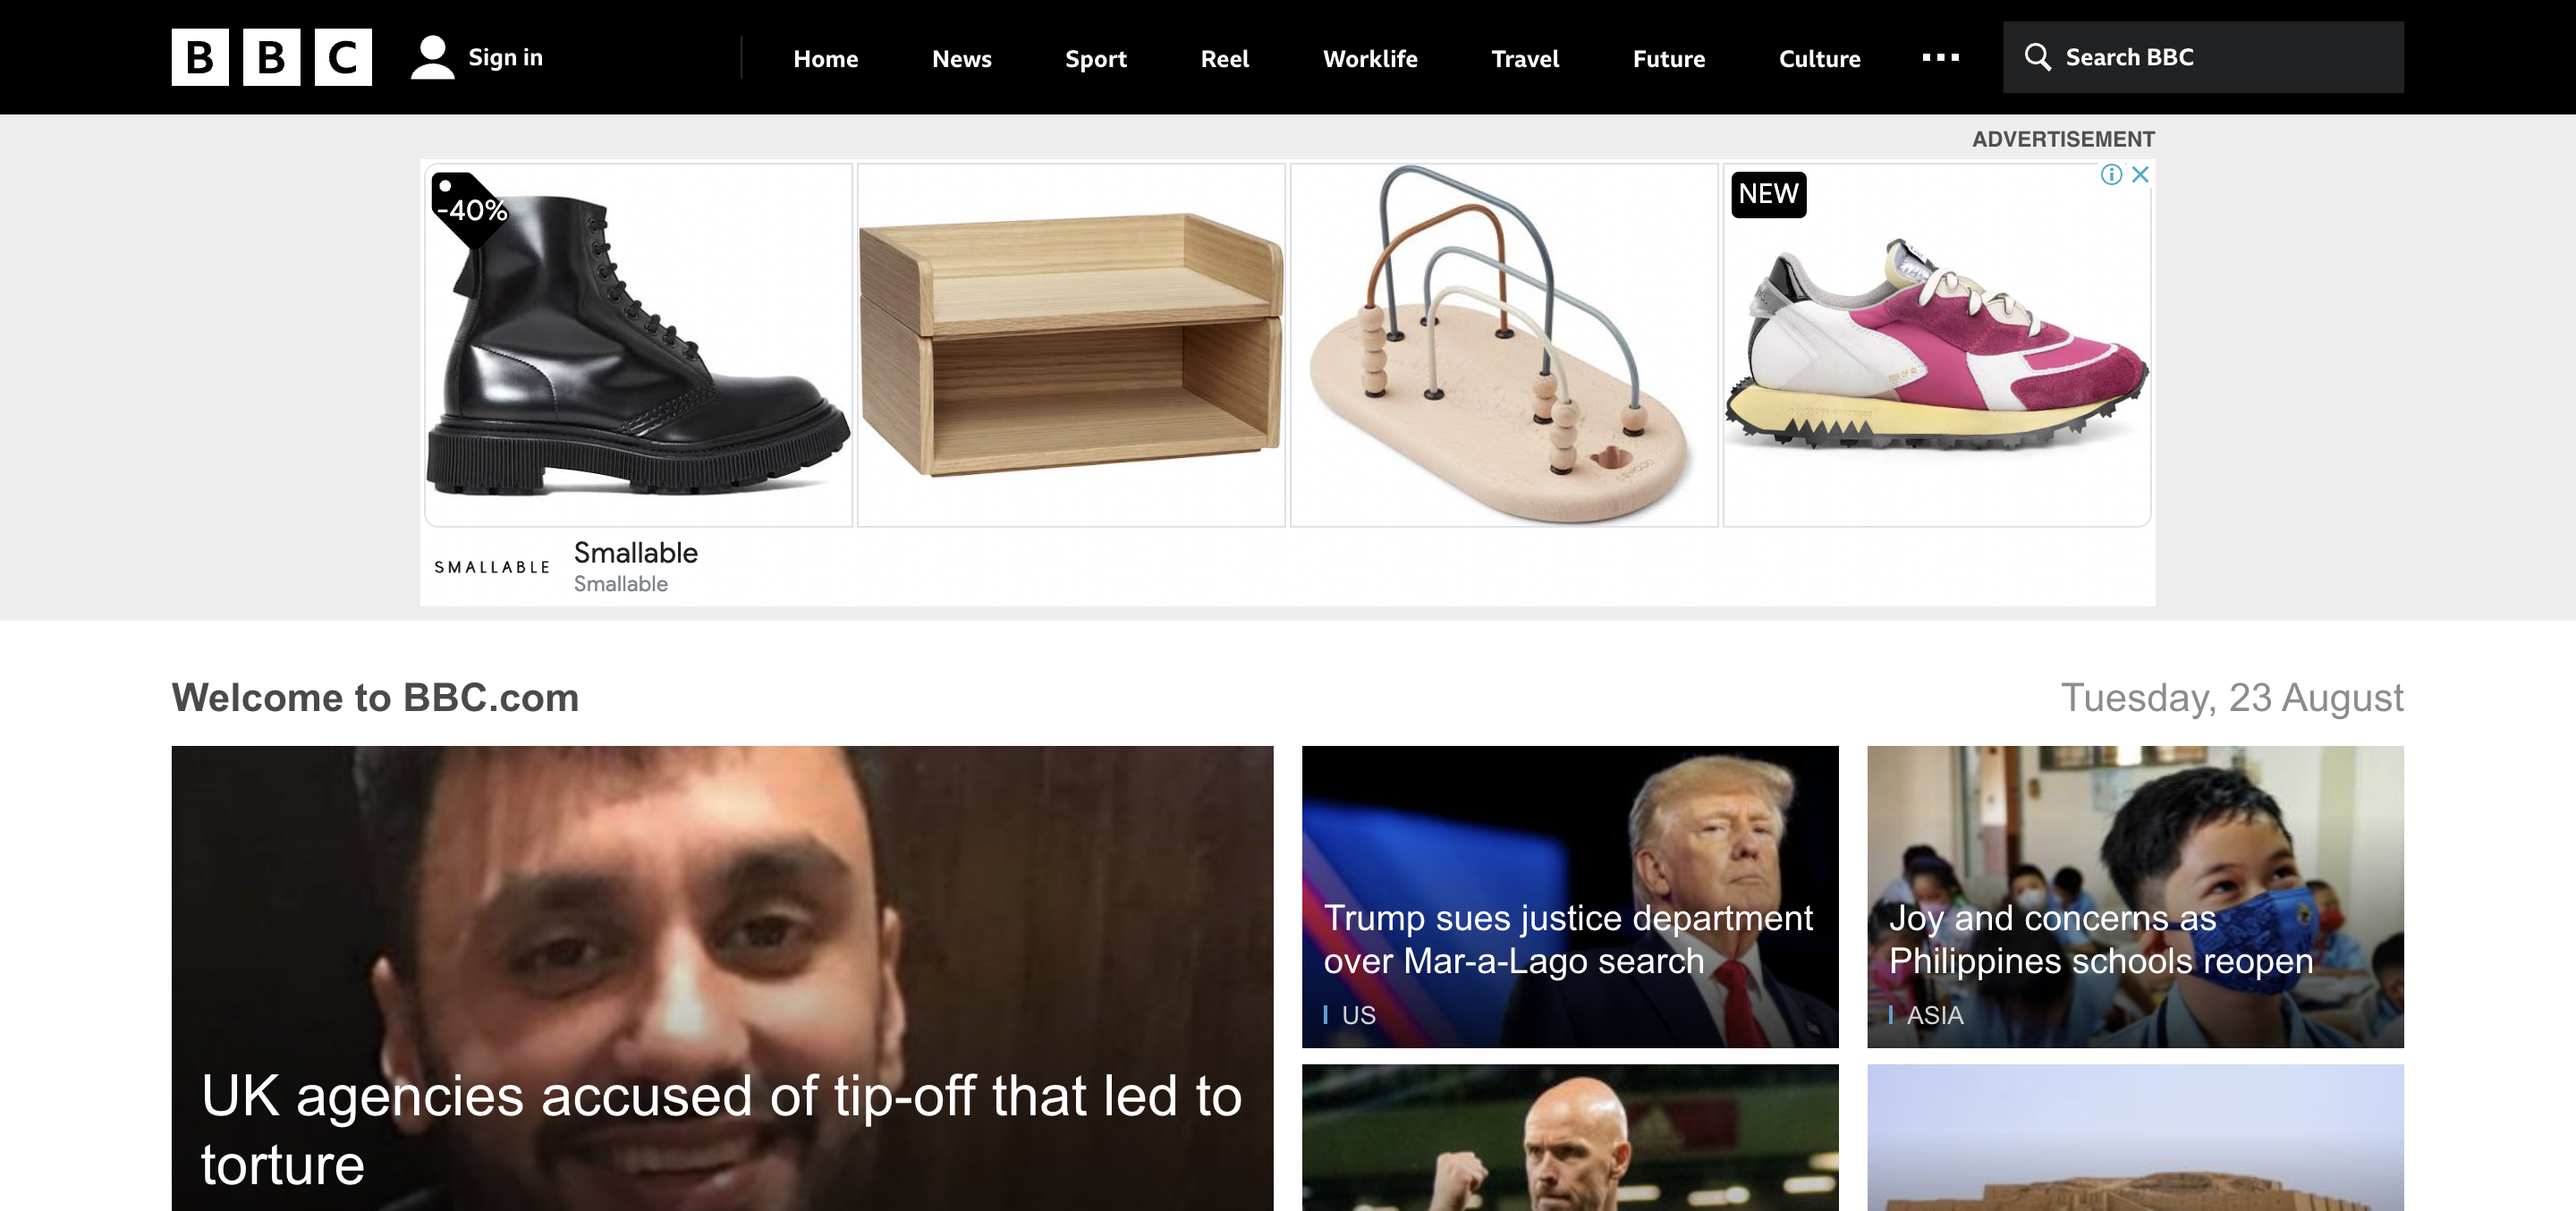 BBC
Sign in
Home
News
Sport
Reel
Worklife
Travel
Future
Culture
Search BBC
ADVERTISEMENT
-40%
NEW
SMALLABLE
Smallable
Smallable
Welcome to BBC.com
Tuesday, 23 August
UK agencies accused of tip-off that led to
torture
Trump sues justice department
over Mar-a-Lago search
US
Joy and concerns as
Philippines schools reopen
ASIA